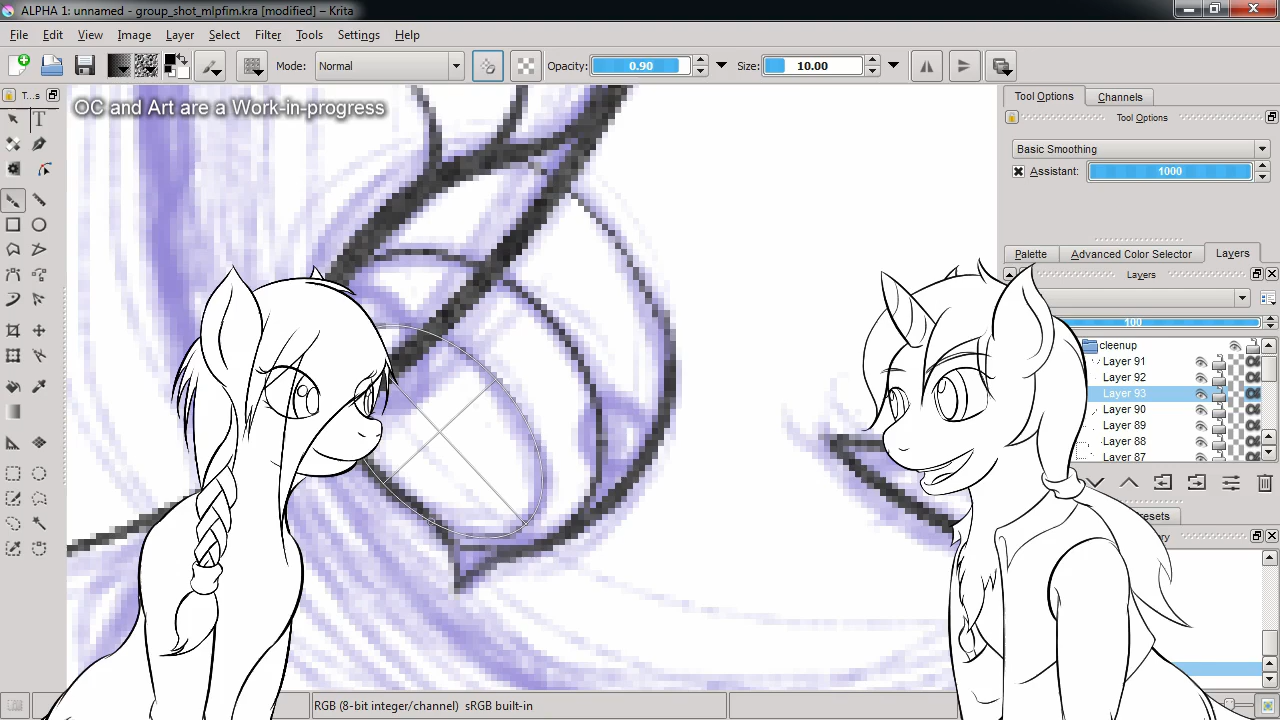 ALPHA 1: unnamed - group_shot_mlpfim.kra [modified] – Krita
File Edit View Image Layer Select Filter Tools Settings Help
Mode: Normal Opacity: 0.90 Size: 10.00
T...s
OC and Art are a Work-in-progress
Tool Options Channels
Tool Options
Basic Smoothing
Assistant: 1000
Palette Advanced Color Selector Layers
Layers
100
cleenup
Layer 91
Layer 92
Layer 93
Layer 90
Layer 89
Layer 88
Layer 87
RGB (8-bit integer/channel) sRGB built-in